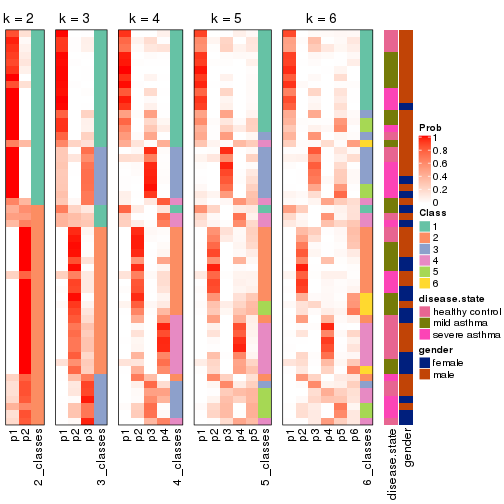 k = 2
k = 3
k = 4
k = 5
k = 6
Prob
1
0.8
0.6
0.4
0.2
0
Class
1
2
3
4
5
6
disease.state
healthy control
mild asthma
severe asthma
gender
female
male
p1
p2
2_classes
p1
p2
p3
3_classes
p1
p2
p3
p4
4_classes
p1
p2
p3
p4
p5
5_classes
p1
p2
p3
p4
p5
p6
6_classes
disease.state
gender